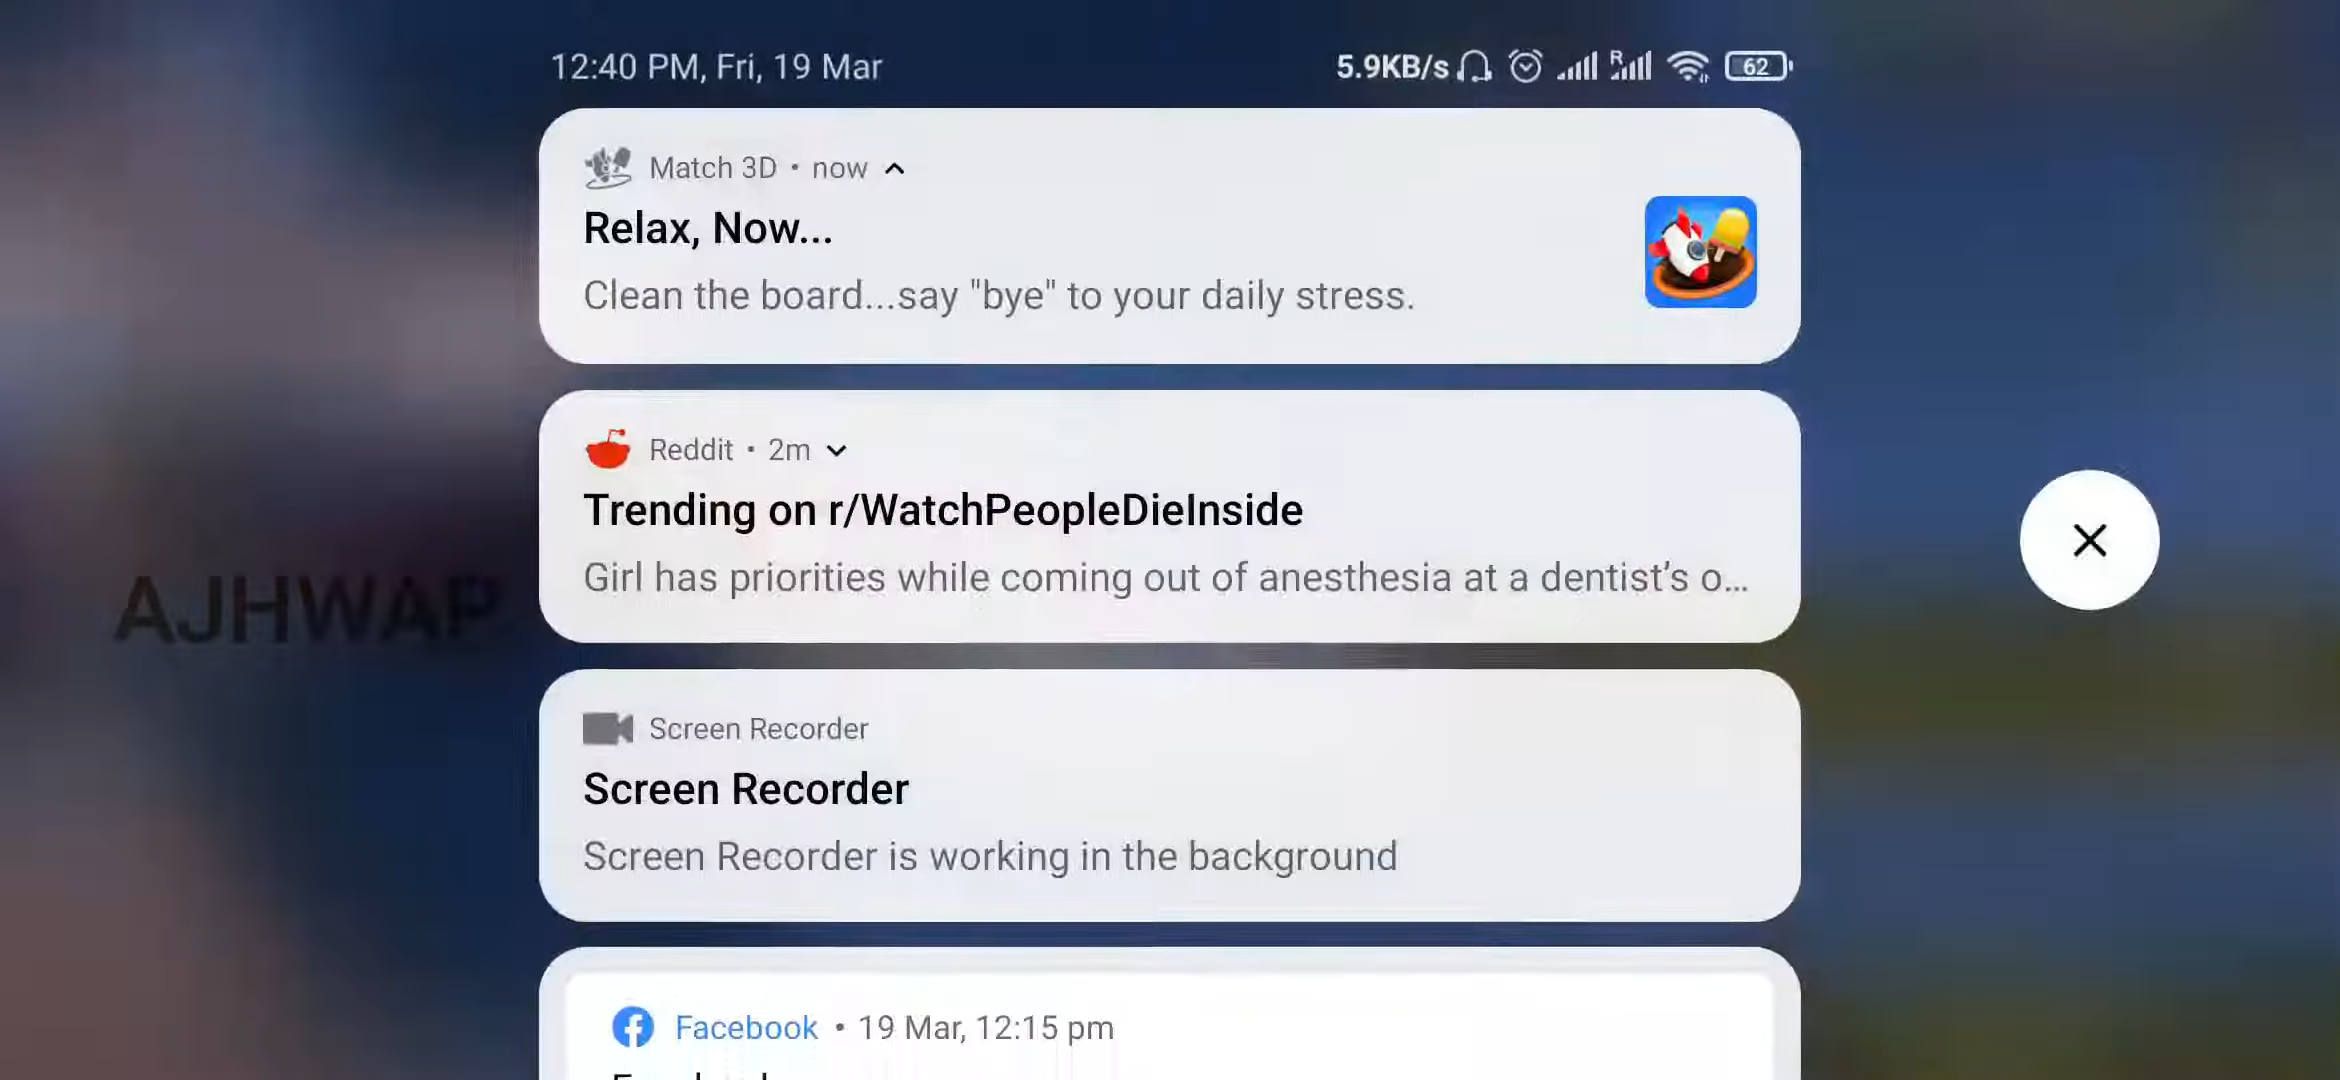 12:40 PM, Fri, 19 Mar 5.9KB/s R 62
Match 3D • now
Relax, Now...
Clean the board...say "bye" to your daily stress.
Reddit • 2m
Trending on r/WatchPeopleDieInside
Girl has priorities while coming out of anesthesia at a dentist’s o...
AJHWAP
Screen Recorder
Screen Recorder
Screen Recorder is working in the background
Facebook • 19 Mar, 12:15 pm